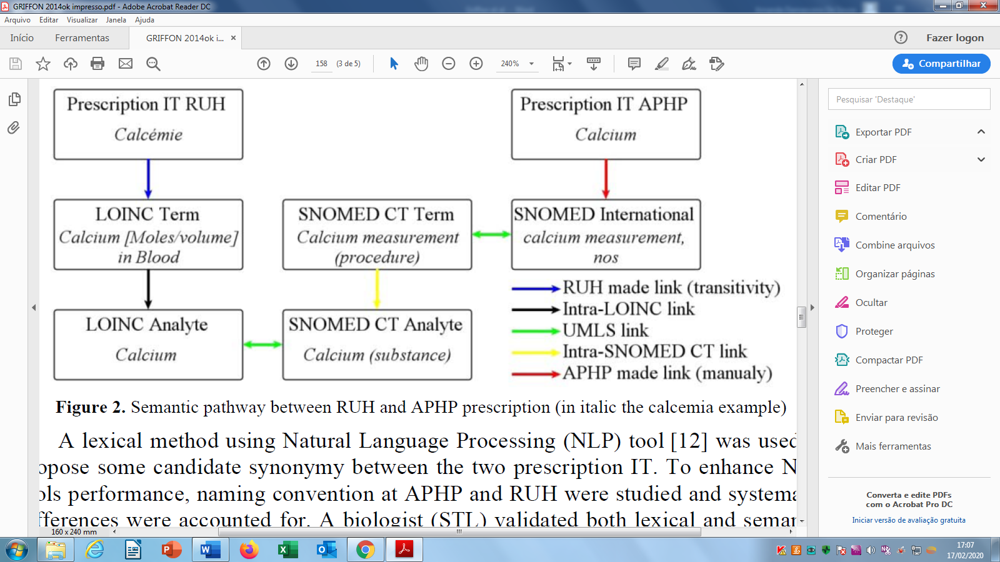 GRIFFON 2014ok impresso.pdf - Adobe Acrobat Reader DC
Arquivo Editar Visualizar Janela Ajuda
Início Ferramentas GRIFFON 2014ok i... × Fazer logon
158 (3 de 5) 240% Compartilhar
Prescription IT RUH
Calcémie
Prescription IT APHP
Calcium
LOINC Term
Calcium [Moles/volume]
in Blood
SNOMED CT Term
Calcium measurement
(procedure)
SNOMED International
calcium measurement,
nos
LOINC Analyte
Calcium
SNOMED CT Analyte
Calcium (substance)
RUH made link (transitivity)
Intra-LOINC link
UMLS link
Intra-SNOMED CT link
APHP made link (manualy)
Figure 2. Semantic pathway between RUH and APHP prescription (in italic the calcemia example)
A lexical method using Natural Language Processing (NLP) tool [12] was used
opose some candidate synonymy between the two prescription IT. To enhance N
ols performance, naming convention at APHP and RUH were studied and systema
fferences were accounted for. A biologist (STL) validated both lexical and seman
160 x 240 mm
Pesquisar 'Destaque'
Exportar PDF
Criar PDF
Editar PDF
Comentário
Combine arquivos
Organizar páginas
Ocultar
Proteger
Compactar PDF
Preencher e assinar
Enviar para revisão
Mais ferramentas
Converta e edite PDFs
com o Acrobat Pro DC
Iniciar versão de avaliação gratuita
17:07
17/02/2020